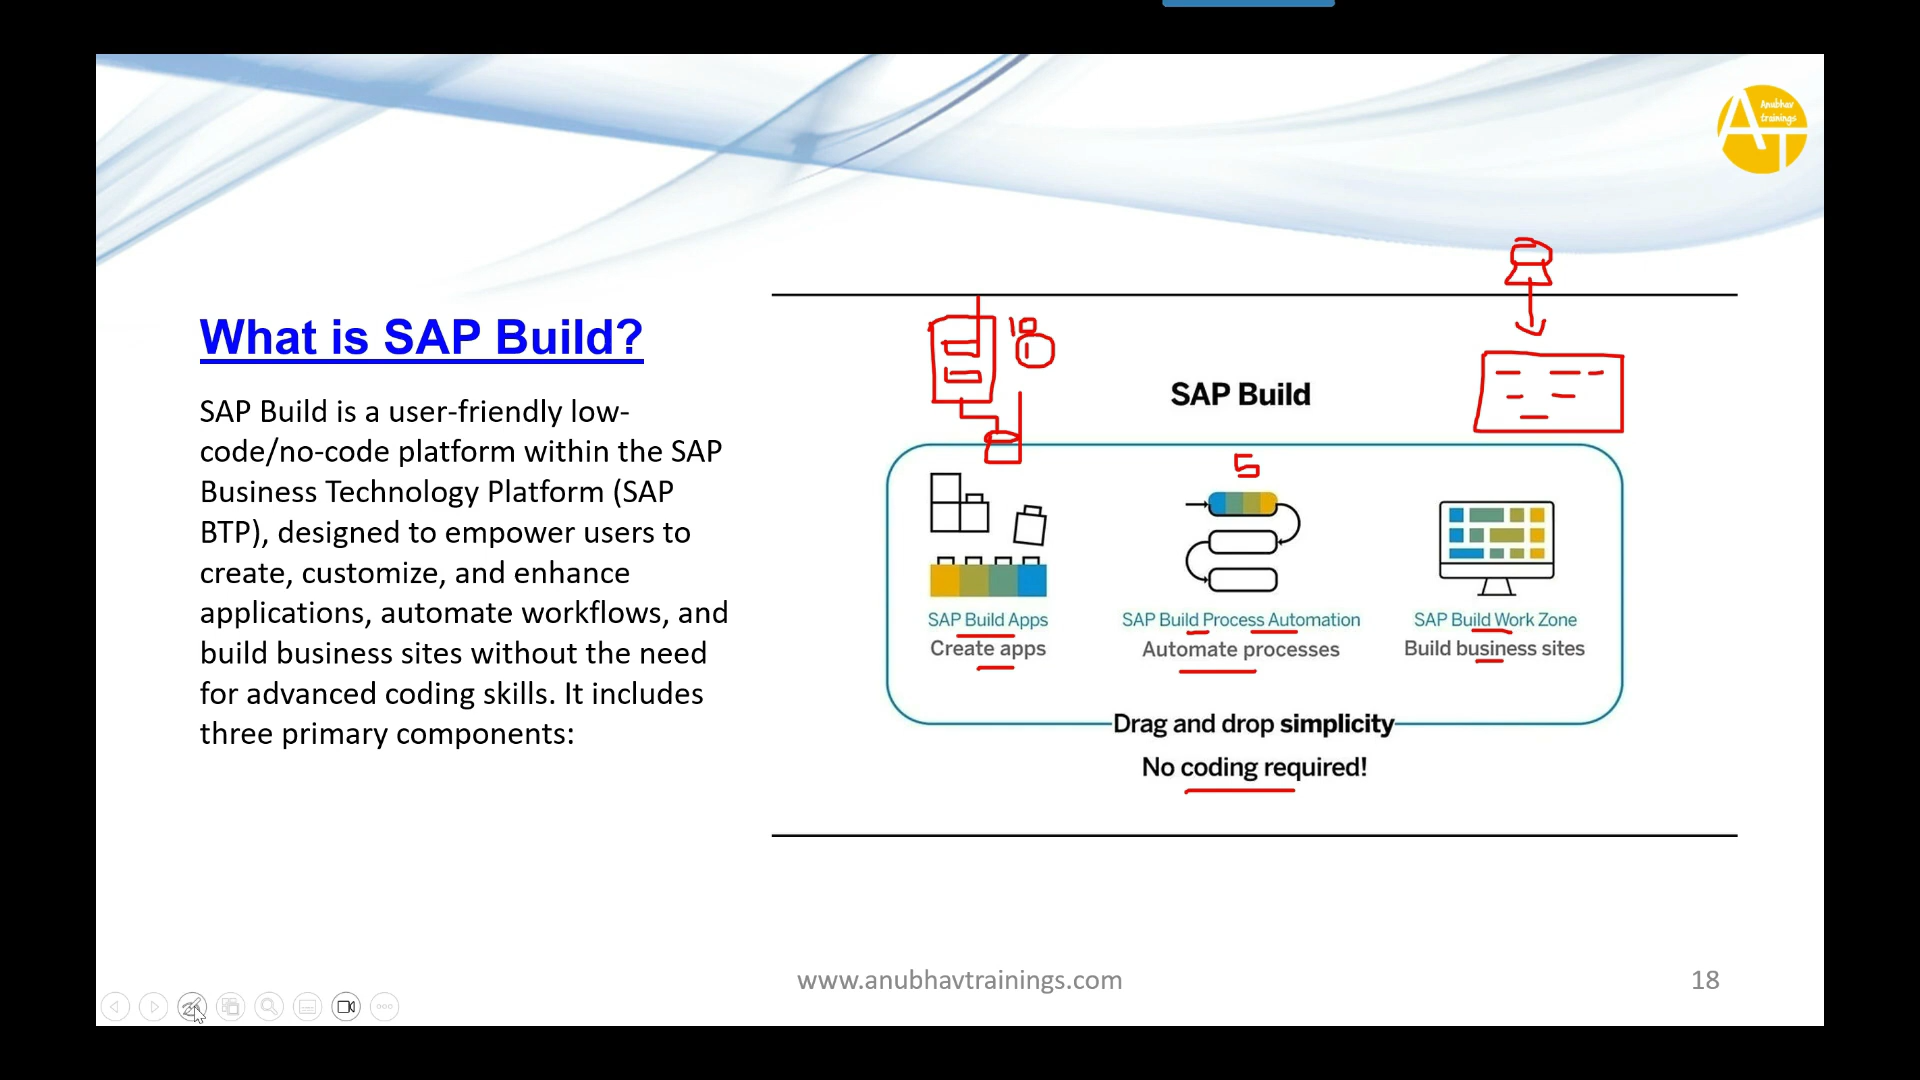 Anubhav
trainings
AT
What is SAP Build?
SAP Build is a user-friendly low-
code/no-code platform within the SAP
Business Technology Platform (SAP
BTP), designed to empower users to
create, customize, and enhance
applications, automate workflows, and
build business sites without the need
for advanced coding skills. It includes
three primary components:
SAP Build
5
SAP Build Apps
Create apps
SAP Build Process Automation
Automate processes
SAP Build Work Zone
Build business sites
Drag and drop simplicity
No coding required!
www.anubhavtrainings.com
18